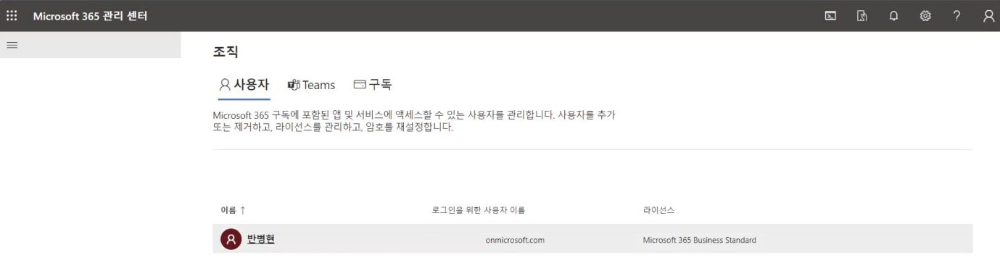 Microsoft 365 관리 센터
조직
사용자 Teams 구독
Microsoft 365 구독에 포함된 앱 및 서비스에 액세스할 수 있는 사용자를 관리합니다. 사용자를 추가
또는 제거하고, 라이선스를 관리하고, 암호를 재설정합니다.
이름 ↑ 로그인을 위한 사용자 이름 라이선스
반병현 onmicrosoft.com Microsoft 365 Business Standard